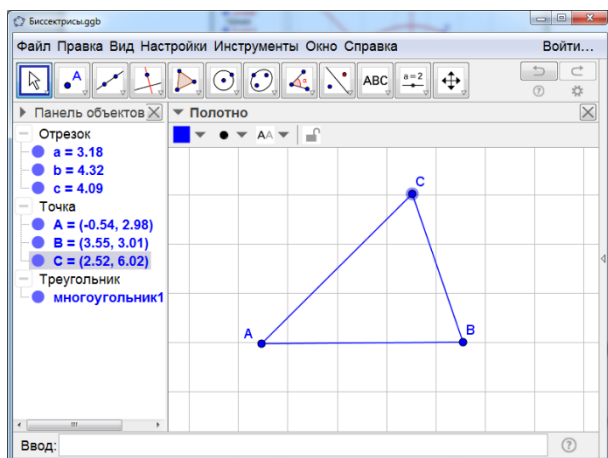 Биссектрисы.ggb
Файл Правка Вид Настройки Инструменты Окно Справка Войти...
A ABC a=2
Панель объектов Полотно
Отрезок AA
a = 3.18
b = 4.32
c = 4.09
Точка
A = (-0.54, 2.98)
B = (3.55, 3.01)
C = (2.52, 6.02)
Треугольник
многоугольник1
C
A
B
Ввод: